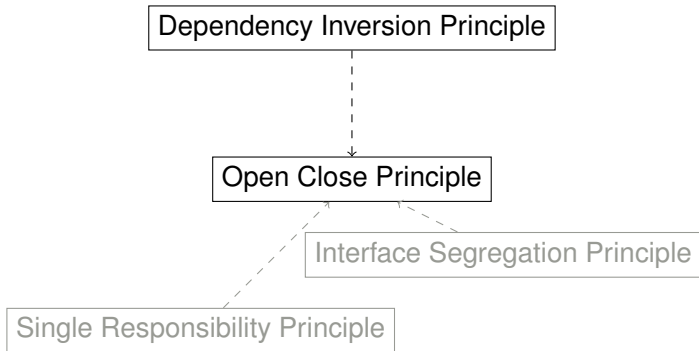 Dependency Inversion Principle
Open Close Principle
Interface Segregation Principle
Single Responsibility Principle